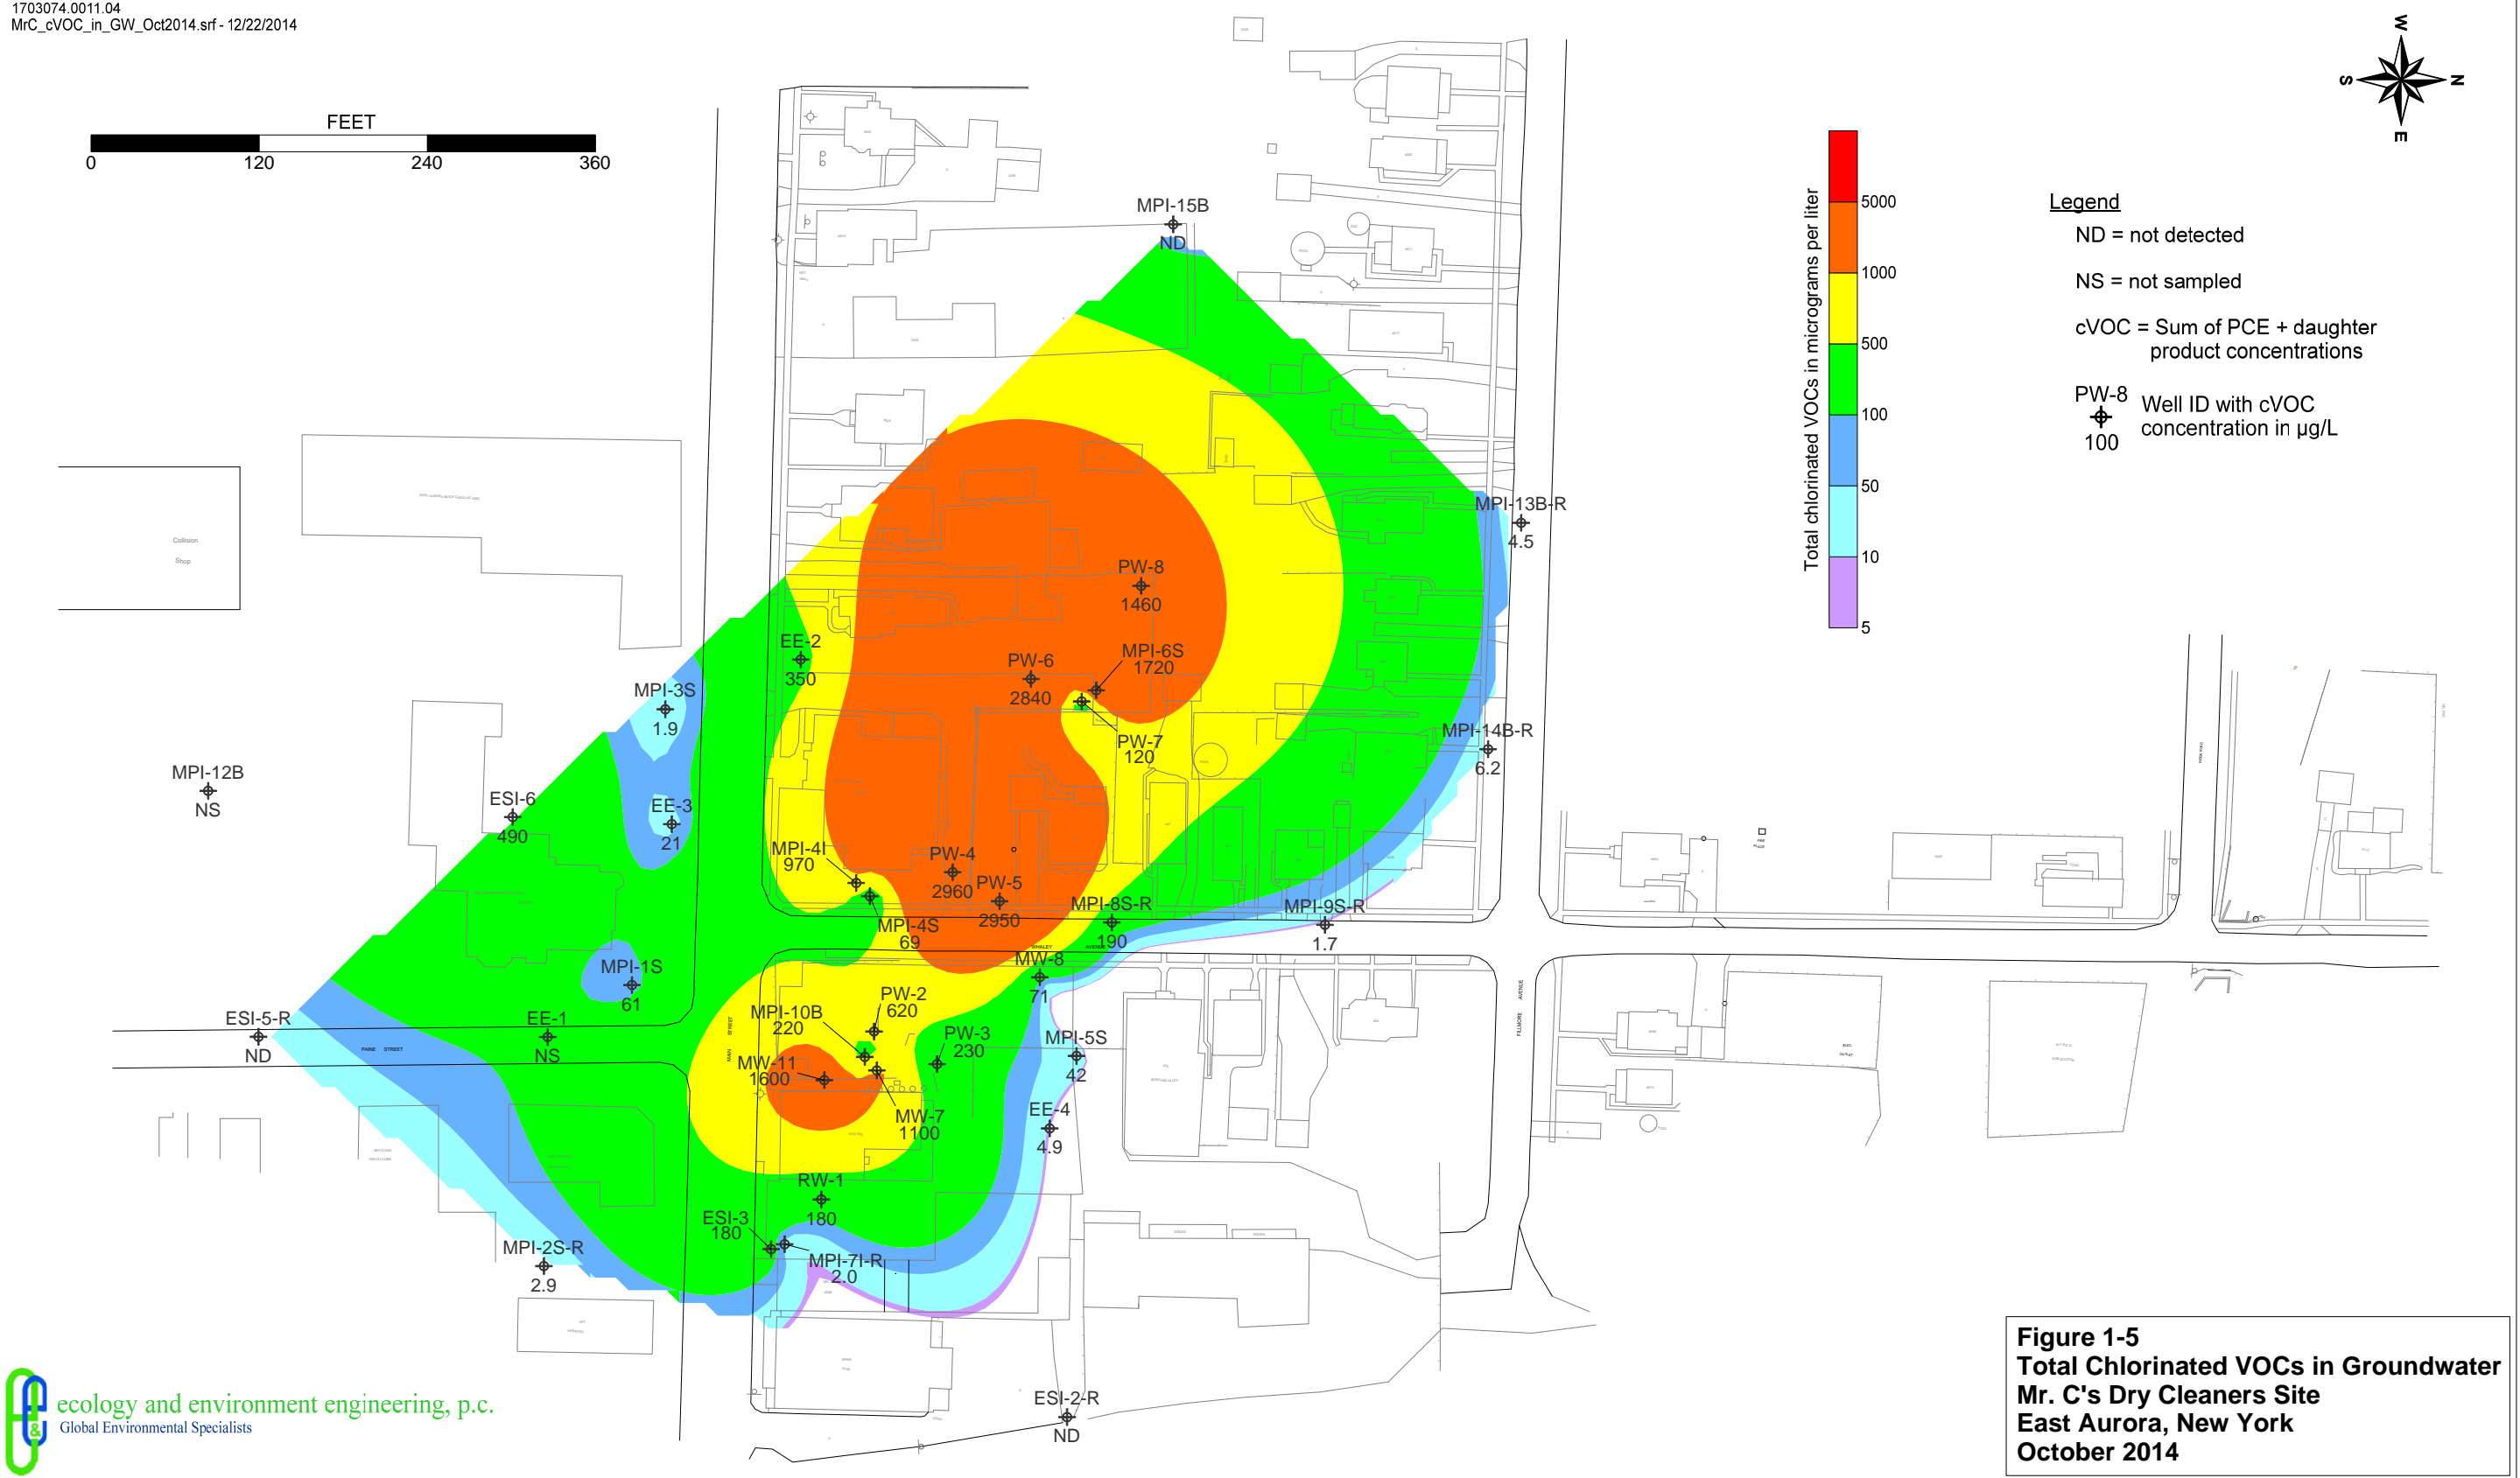 1703074.0011.04
MrC_cVOC_in_GW_Oct2014.srf - 12/22/2014
FEET
0 120 240 360
W
S N
E
Total chlorinated VOCs in micrograms per liter
5000
1000
500
100
50
10
5
Legend
ND = not detected
NS = not sampled
cVOC = Sum of PCE + daughter
product concentrations
PW-8
100
Well ID with cVOC
concentration in µg/L
MPI-15B
ND
MPI-13B-R
4.5
PW-8
1460
EE-2
350
PW-6
2840
MPI-6S
1720
MPI-3S
1.9
PW-7
120
MPI-14B-R
6.2
MPI-12B
NS
ESI-6
490
EE-3
21
MPI-4I
970
PW-4
2960
PW-5
2950
MPI-4S
69
MPI-8S-R
190
MPI-9S-R
1.7
MW-8
71
MPI-1S
61
ESI-5-R
ND
EE-1
NS
PW-2
620
MPI-10B
220
PW-3
230
MPI-5S
42
MW-11
1600
MW-7
1100
EE-4
4.9
RW-1
180
ESI-3
180
MPI-7I-R
2.0
MPI-2S-R
2.9
ESI-2-R
ND
Collision
Shop
PAINE STREET
MAIN STREET
WHALEY AVENUE
FILLMORE AVENUE
ecology and environment engineering, p.c.
Global Environmental Specialists
Figure 1-5
Total Chlorinated VOCs in Groundwater
Mr. C's Dry Cleaners Site
East Aurora, New York
October 2014